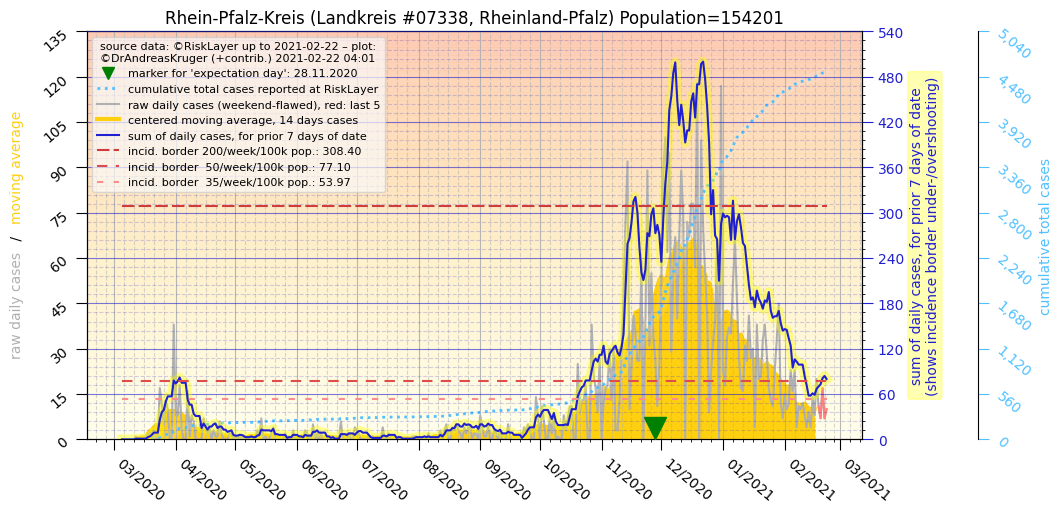 Rhein-Pfalz-Kreis (Landkreis #07338, Rheinland-Pfalz) Population=154201
source data: ©RiskLayer up to 2021-02-22 – plot:
©DrAndreasKruger (+contrib.) 2021-02-22 04:01
marker for 'expectation day': 28.11.2020
cumulative total cases reported at RiskLayer
raw daily cases (weekend-flawed), red: last 5
centered moving average, 14 days cases
sum of daily cases, for prior 7 days of date
incid. border 200/week/100k pop.: 308.40
incid. border 50/week/100k pop.: 77.10
incid. border 35/week/100k pop.: 53.97
raw daily cases / moving average
135
120
105
90
75
60
45
30
15
0
03/2020
04/2020
05/2020
06/2020
07/2020
08/2020
09/2020
10/2020
11/2020
12/2020
01/2021
02/2021
03/2021
540
480
420
360
300
240
180
120
60
0
sum of daily cases, for prior 7 days of date
(shows incidence border under-/overshooting)
5,040
4,480
3,920
3,360
2,800
2,240
1,680
1,120
560
0
cumulative total cases